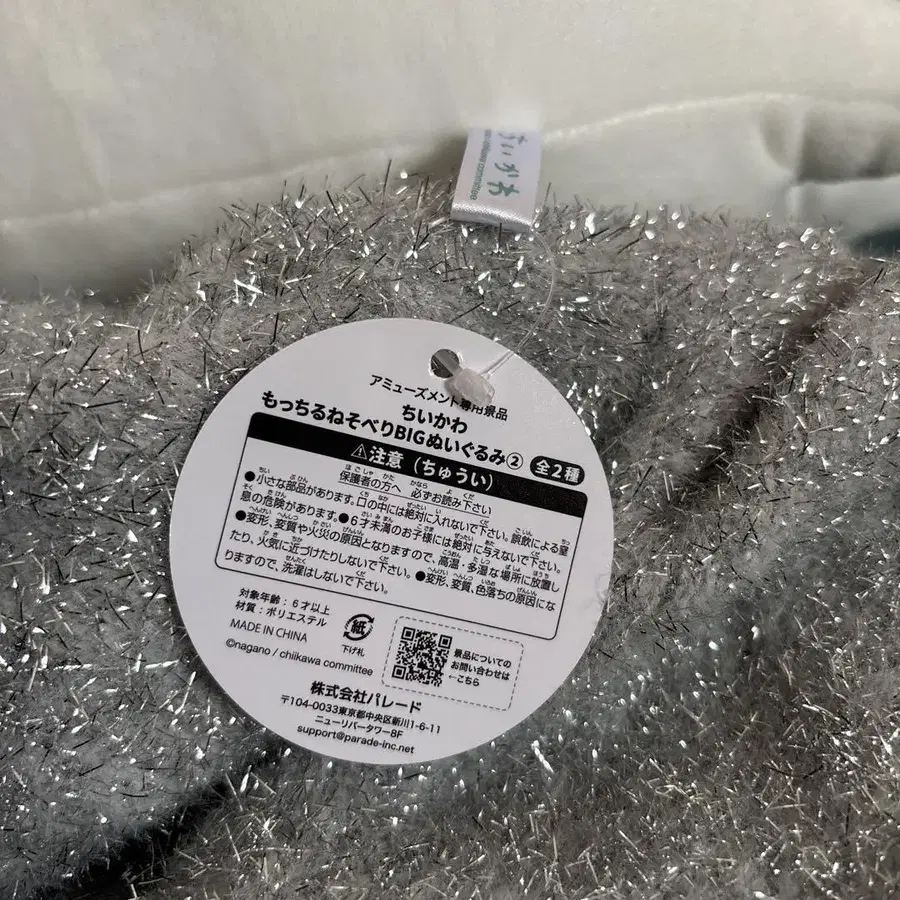 ちいかわ
chiikawa committee
アミューズメント専用景品
ちいかわ
もっちるねそべりBIGぬいぐるみ② 全2種
⚠注意(ちゅうい)
保護者の方へ 必ずお読み下さい
●小さな部品があります。口の中には絶対に入れないで下さい。誤飲による窒
息の危険があります。●6才未満のお子様には絶対に与えないで下さい。
●変形、変質や火災の原因となりますので、高温・多湿な場所に放置し
たり、火気に近づけたりしないで下さい。●変形、変質、色落ちの原因にな
りますので、洗濯はしないで下さい。
対象年齢:6才以上
材質:ポリエステル
MADE IN CHINA
©nagano / chiikawa committee
紙
下げ札
景品についての
お問い合わせは
←こちら
株式会社パレード
〒104-0033東京都中央区新川1-6-11
ニューリバータワー8F
support@parade-inc.net